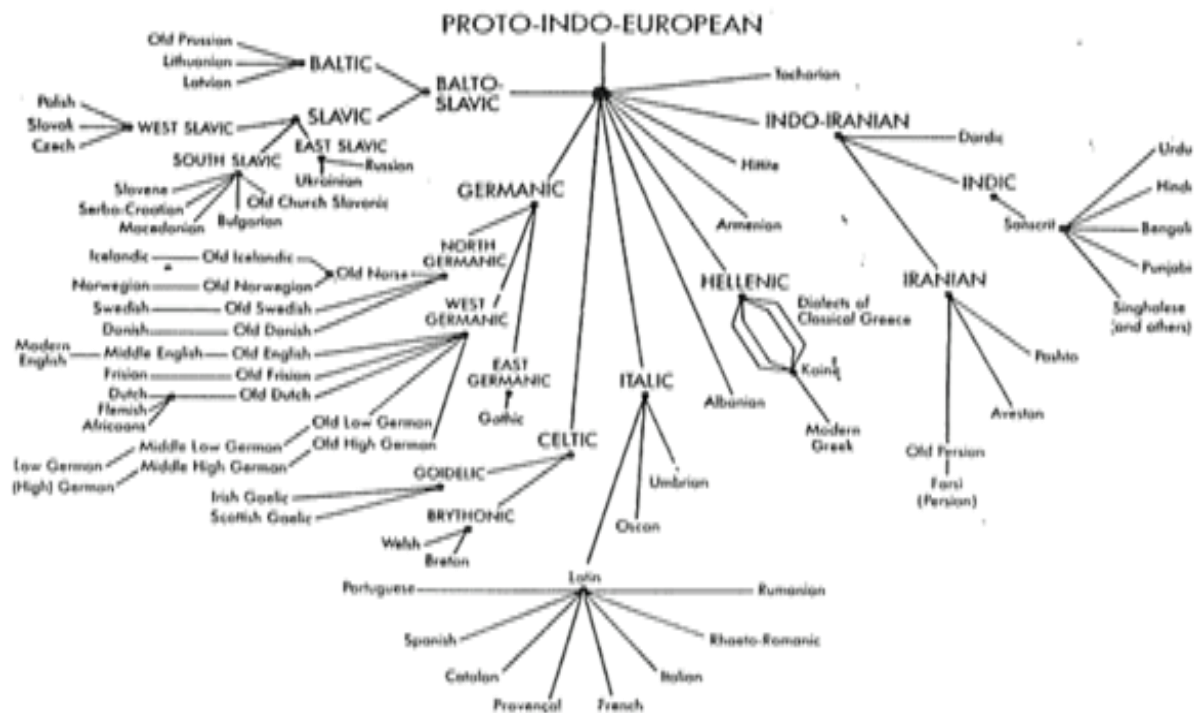 PROTO-INDO-EUROPEAN
Old Prussian
Lithuanian
Latvian
BALTIC
BALTO-
SLAVIC
Tocharian
Polish
Slovak
Czech
WEST SLAVIC
SLAVIC
EAST SLAVIC
Russian
Ukrainian
SOUTH SLAVIC
Slovene
Serbo-Croatian
Macedonian
Bulgarian
Old Church Slavonic
INDO-IRANIAN
Dardic
INDIC
Sanscrit
Urdu
Hindi
Bengali
Punjabi
Singhalese
(and others)
Hittite
Armenian
GERMANIC
NORTH
GERMANIC
Icelandic
Old Icelandic
Old Norse
Norwegian
Old Norwegian
Swedish
Old Swedish
Danish
Old Danish
WEST
GERMANIC
Modern
English
Middle English
Old English
Frisian
Old Frisian
Dutch
Flemish
Africaans
Old Dutch
Old Low German
Middle Low German
Low German
Old High German
Middle High German
(High) German
EAST
GERMANIC
Gothic
HELLENIC
Dialects of
Classical Greece
Koine
Modern
Greek
IRANIAN
Pashto
Avestan
Old Persian
Farsi
(Persian)
Albanian
ITALIC
Umbrian
Oscan
CELTIC
GOIDELIC
Irish Gaelic
Scottish Gaelic
BRYTHONIC
Welsh
Breton
Latin
Portuguese
Rumanian
Spanish
Rhaeto-Romanic
Catalan
Italian
Provençal
French